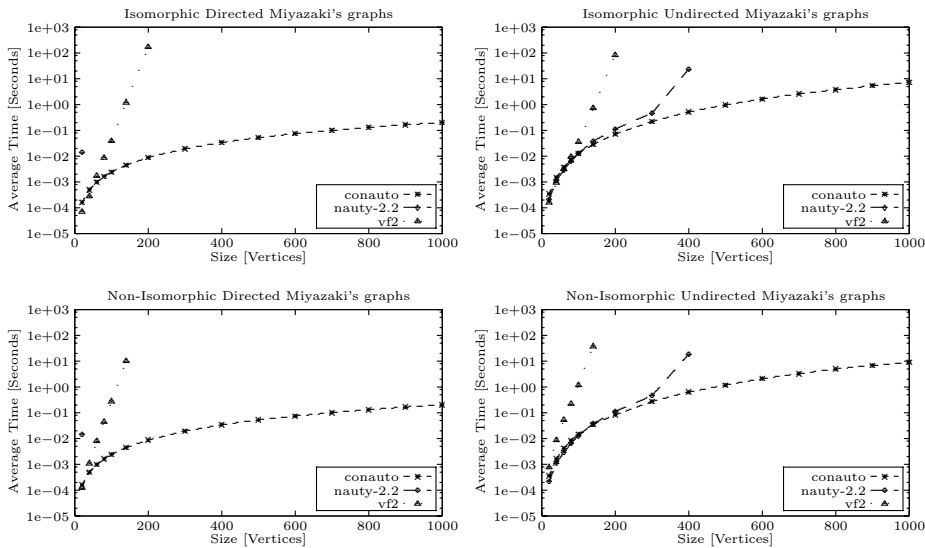 Isomorphic Directed Miyazaki's graphs
Average Time [Seconds]
1e+03
1e+02
1e+01
1e+00
1e-01
1e-02
1e-03
1e-04
1e-05
0 200 400 600 800 1000
Size [Vertices]
conauto
nauty-2.2
vf2
Isomorphic Undirected Miyazaki's graphs
Average Time [Seconds]
1e+03
1e+02
1e+01
1e+00
1e-01
1e-02
1e-03
1e-04
1e-05
0 200 400 600 800 1000
Size [Vertices]
conauto
nauty-2.2
vf2
Non-Isomorphic Directed Miyazaki's graphs
Average Time [Seconds]
1e+03
1e+02
1e+01
1e+00
1e-01
1e-02
1e-03
1e-04
1e-05
0 200 400 600 800 1000
Size [Vertices]
conauto
nauty-2.2
vf2
Non-Isomorphic Undirected Miyazaki's graphs
Average Time [Seconds]
1e+03
1e+02
1e+01
1e+00
1e-01
1e-02
1e-03
1e-04
1e-05
0 200 400 600 800 1000
Size [Vertices]
conauto
nauty-2.2
vf2